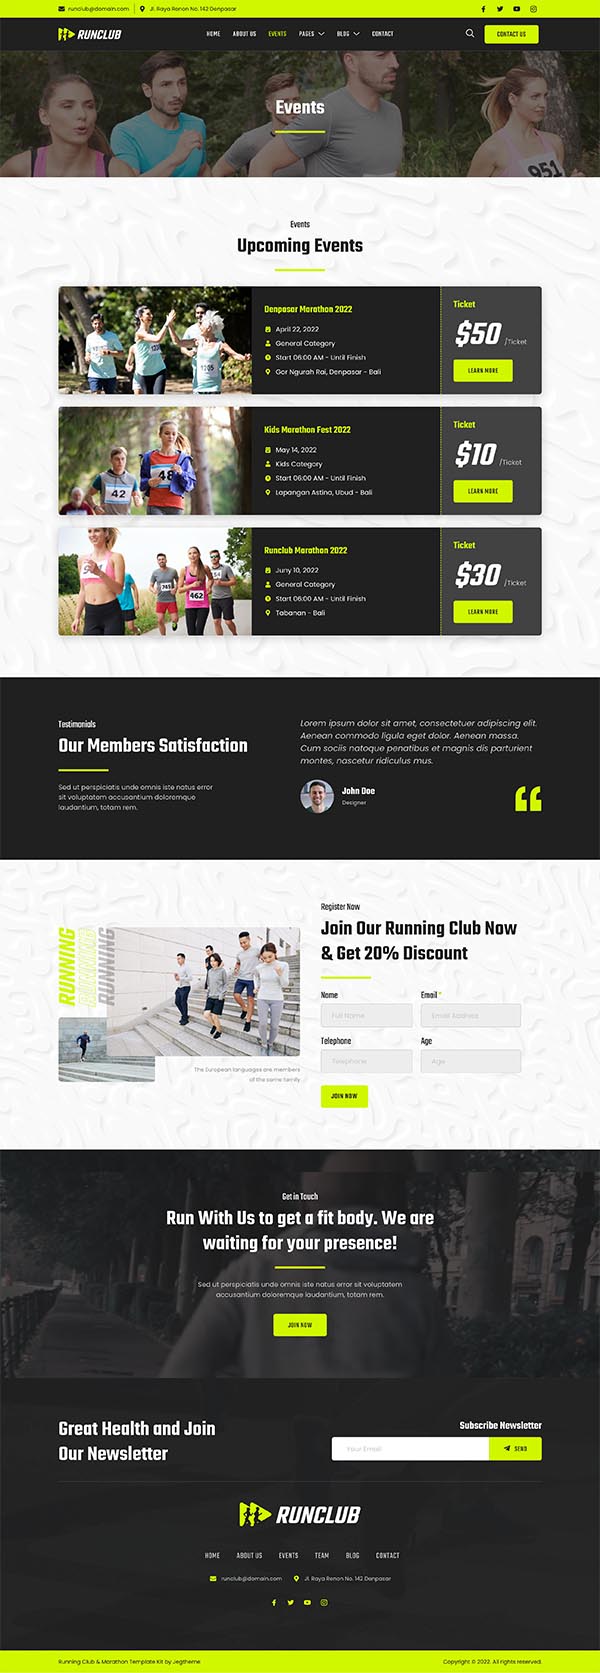 runclub@domain.com Jl. Raya Renon No. 142 Denpasar
RUNCLUB HOME ABOUT US EVENTS PAGES BLOG CONTACT CONTACT US
Events
951
Events
Upcoming Events
Denpasar Marathon 2022
April 22, 2022
General Category
Start 06:00 AM - Until Finish
Gor Ngurah Rai, Denpasar - Bali
Ticket
$50 /Ticket
LEARN MORE
Kids Marathon Fest 2022
May 14, 2022
Kids Category
Start 06:00 AM - Until Finish
Lapangan Astina, Ubud - Bali
Ticket
$10 /Ticket
LEARN MORE
42
48
Runclub Marathon 2022
Juny 10, 2022
General Category
Start 06:00 AM - Until Finish
Tabanan - Bali
Ticket
$30 /Ticket
LEARN MORE
462
Testimonials
Our Members Satisfaction
Sed ut perspiciatis unde omnis iste natus error
sit voluptatem accusantium doloremque
laudantium, totam rem.
Lorem ipsum dolor sit amet, consectetuer adipiscing elit.
Aenean commodo ligula eget dolor. Aenean massa.
Cum sociis natoque penatibus et magnis dis parturient
montes, nascetur ridiculus mus.
John Doe
Designer
RUNNING
RUNNING
RUNNING
The European languages are members
of the same family
Register Now
Join Our Running Club Now
& Get 20% Discount
Name Email *
Full Name Email Address
Telephone Age
Telephone Age
JOIN NOW
Get in Touch
Run With Us to get a fit body. We are
waiting for your presence!
Sed ut perspiciatis unde omnis iste natus error sit voluptatem
accusantium doloremque laudantium, totam rem.
JOIN NOW
Great Health and Join
Our Newsletter
Subscribe Newsletter
Your Email SEND
RUNCLUB
HOME ABOUT US EVENTS TEAM BLOG CONTACT
runclub@domain.com Jl. Raya Renon No. 142 Denpasar
Running Club & Marathon Template Kit by Jegtheme Copyright © 2022. All rights reserved.